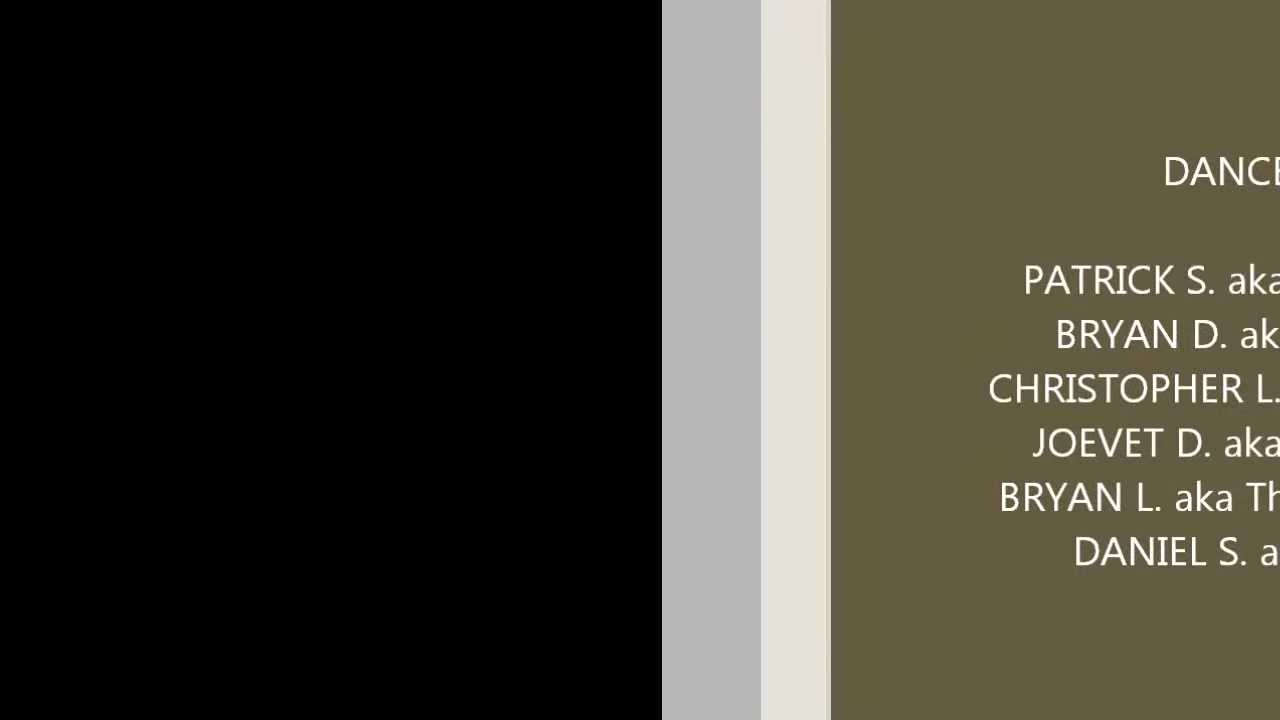 DANCE
PATRICK S. aka
BRYAN D. ak
CHRISTOPHER L.
JOEVET D. aka
BRYAN L. aka Th
DANIEL S. a